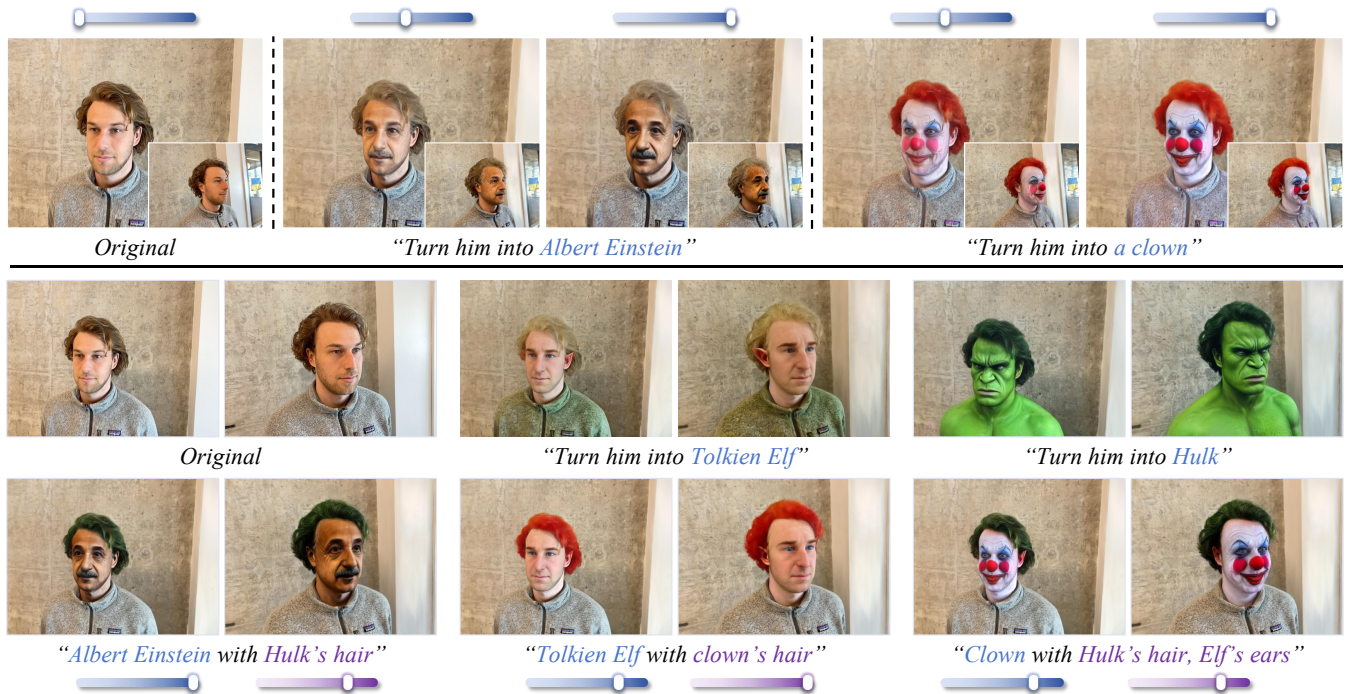 Original
“Turn him into Albert Einstein”
“Turn him into a clown”
Original
“Turn him into Tolkien Elf”
“Turn him into Hulk”
“Albert Einstein with Hulk’s hair”
“Tolkien Elf with clown’s hair”
“Clown with Hulk’s hair, Elf’s ears”